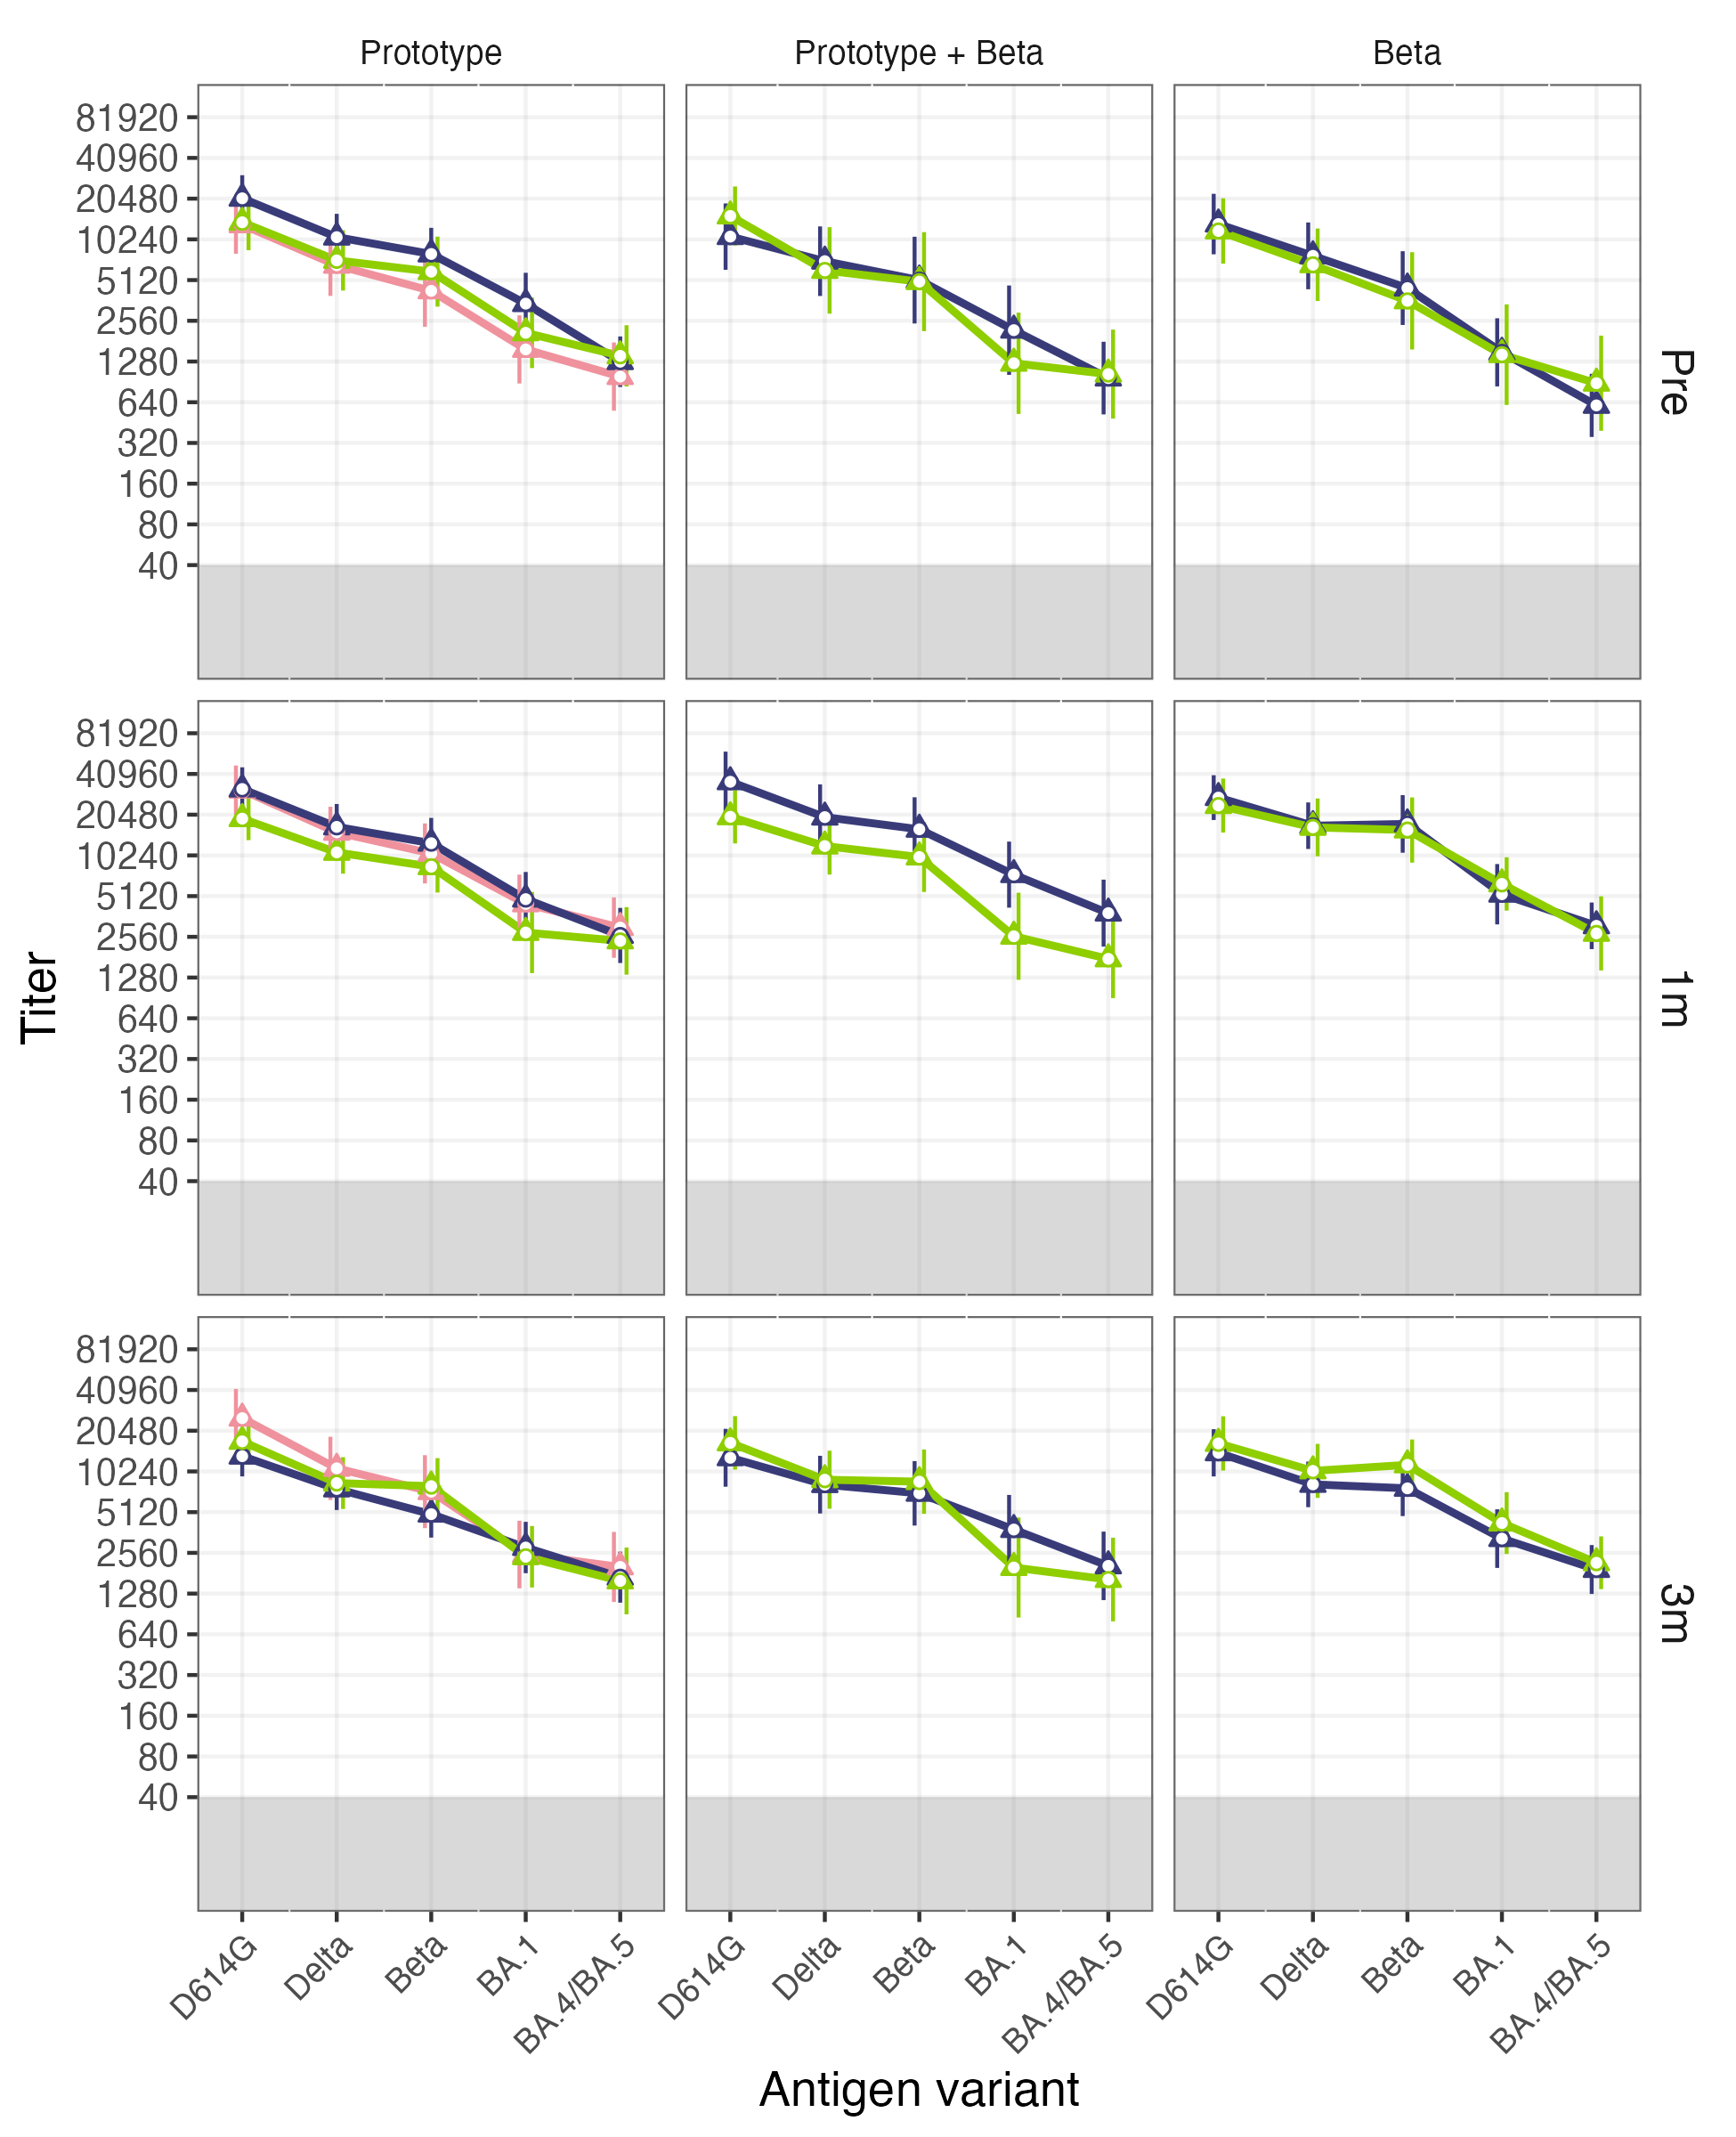 Prototype
Prototype + Beta
Beta
81920
40960
20480
10240
5120
2560
1280
640
320
160
80
40
Pre
81920
40960
20480
10240
5120
2560
1280
640
320
160
80
40
1m
81920
40960
20480
10240
5120
2560
1280
640
320
160
80
40
3m
Titer
D614G
Delta
Beta
BA.1
BA.4/BA.5
D614G
Delta
Beta
BA.1
BA.4/BA.5
D614G
Delta
Beta
BA.1
BA.4/BA.5
Antigen variant